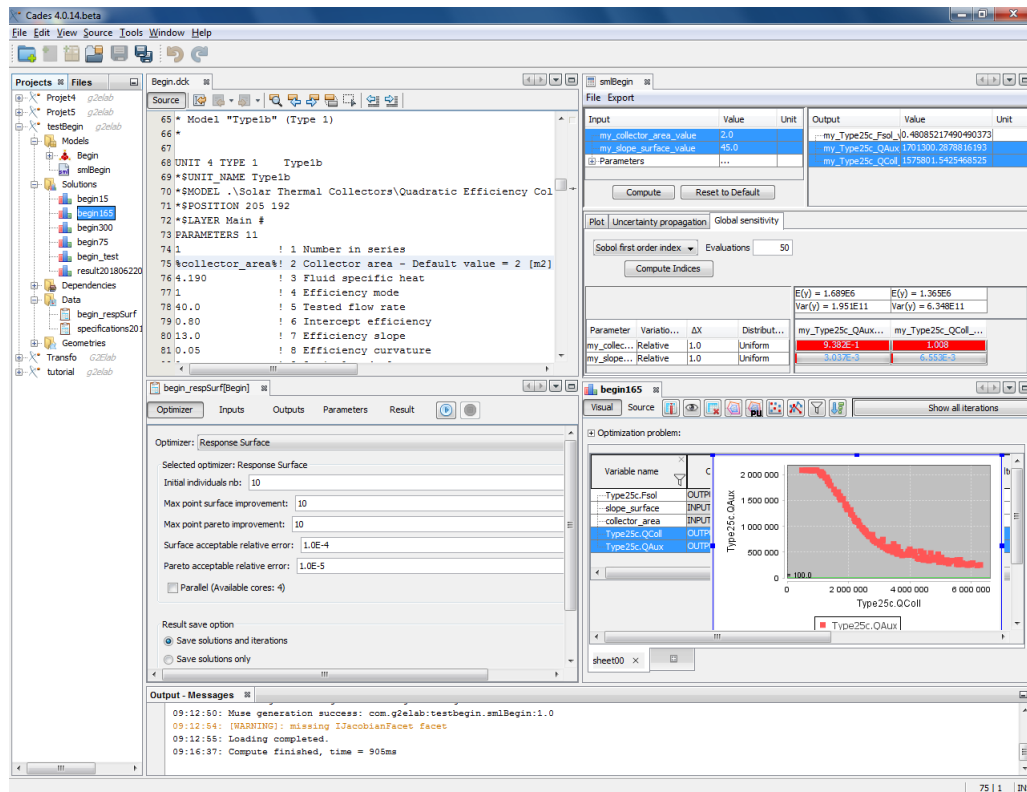 Cades 4.0.14.beta
File Edit View Source Tools Window Help
Projects Files
Projet4 g2elab
Projet5 g2elab
testBegin g2elab
Models
Begin
smlBegin
Solutions
begin15
begin165
begin300
begin75
begin_test
result201806220
Dependencies
Data
begin_respSurf
specifications201
Geometries
Transfo G2Elab
tutorial g2elab
Begin.dck
Source
65 * Model "Type1b" (Type 1)
66 *
67
68 UNIT 4 TYPE 1 Type1b
69 *$UNIT_NAME Type1b
70 *$MODEL .\Solar Thermal Collectors\Quadratic Efficiency Col
71 *$POSITION 205 192
72 *$LAYER Main #
73 PARAMETERS 11
74 1 ! 1 Number in series
75 %collector_area%! 2 Collector area - Default value = 2 [m2]
76 4.190 ! 3 Fluid specific heat
77 1 ! 4 Efficiency mode
78 40.0 ! 5 Tested flow rate
79 0.80 ! 6 Intercept efficiency
80 13.0 ! 7 Efficiency slope
81 0.05 ! 8 Efficiency curvature
smlBegin
File Export
Input Value Unit
my_collector_area_value 2.0
my_slope_surface_value 45.0
Parameters ...
Output Value Unit
my_Type25c_Fsol_v 0.48085217490490373
my_Type25c_QAux 1701300.2878816193
my_Type25c_QColl 1575801.5425468525
Compute Reset to Default
Plot Uncertainty propagation Global sensitivity
Sobol first order index Evaluations 50
Compute Indices
E(y) = 1.689E6 E(y) = 1.365E6
Var(y) = 1.951E11 Var(y) = 6.348E11
Parameter Variatio... ΔX Distribut... my_Type25c_QAux... my_Type25c_QColl_...
my_collec... Relative 1.0 Uniform 9.382E-1 1.008
my_slope... Relative 1.0 Uniform 3.037E-3 6.553E-3
begin_respSurf[Begin]
Optimizer Inputs Outputs Parameters Result
Optimizer: Response Surface
Selected optimizer: Response Surface
Initial individuals nb: 10
Max point surface improvement: 10
Max point pareto improvement: 10
Surface acceptable relative error: 1.0E-4
Pareto acceptable relative error: 1.0E-5
Parallel (Available cores: 4)
Result save option
Save solutions and iterations
Save solutions only
begin165
Visual Source PU Show all iterations
Optimization problem:
Variable name C It
Type25c.Fsol OUTP
slope_surface INPUT
collector_area INPUT
Type25c.QColl OUTP
Type25c.QAux OUTP
Type25c.QAux
2 000 000
1 500 000
1 000 000
500 000
0
= 100.0
0 2 000 000 4 000 000 6 000 000
Type25c.QColl
Type25c.QAux
sheet00
Output - Messages
09:12:50: Muse generation success: com.g2elab:testbegin.smlBegin:1.0
09:12:54: [WARNING]: missing IJacobianFacet facet
09:12:55: Loading completed.
09:16:37: Compute finished, time = 905ms
75 | 1 IN